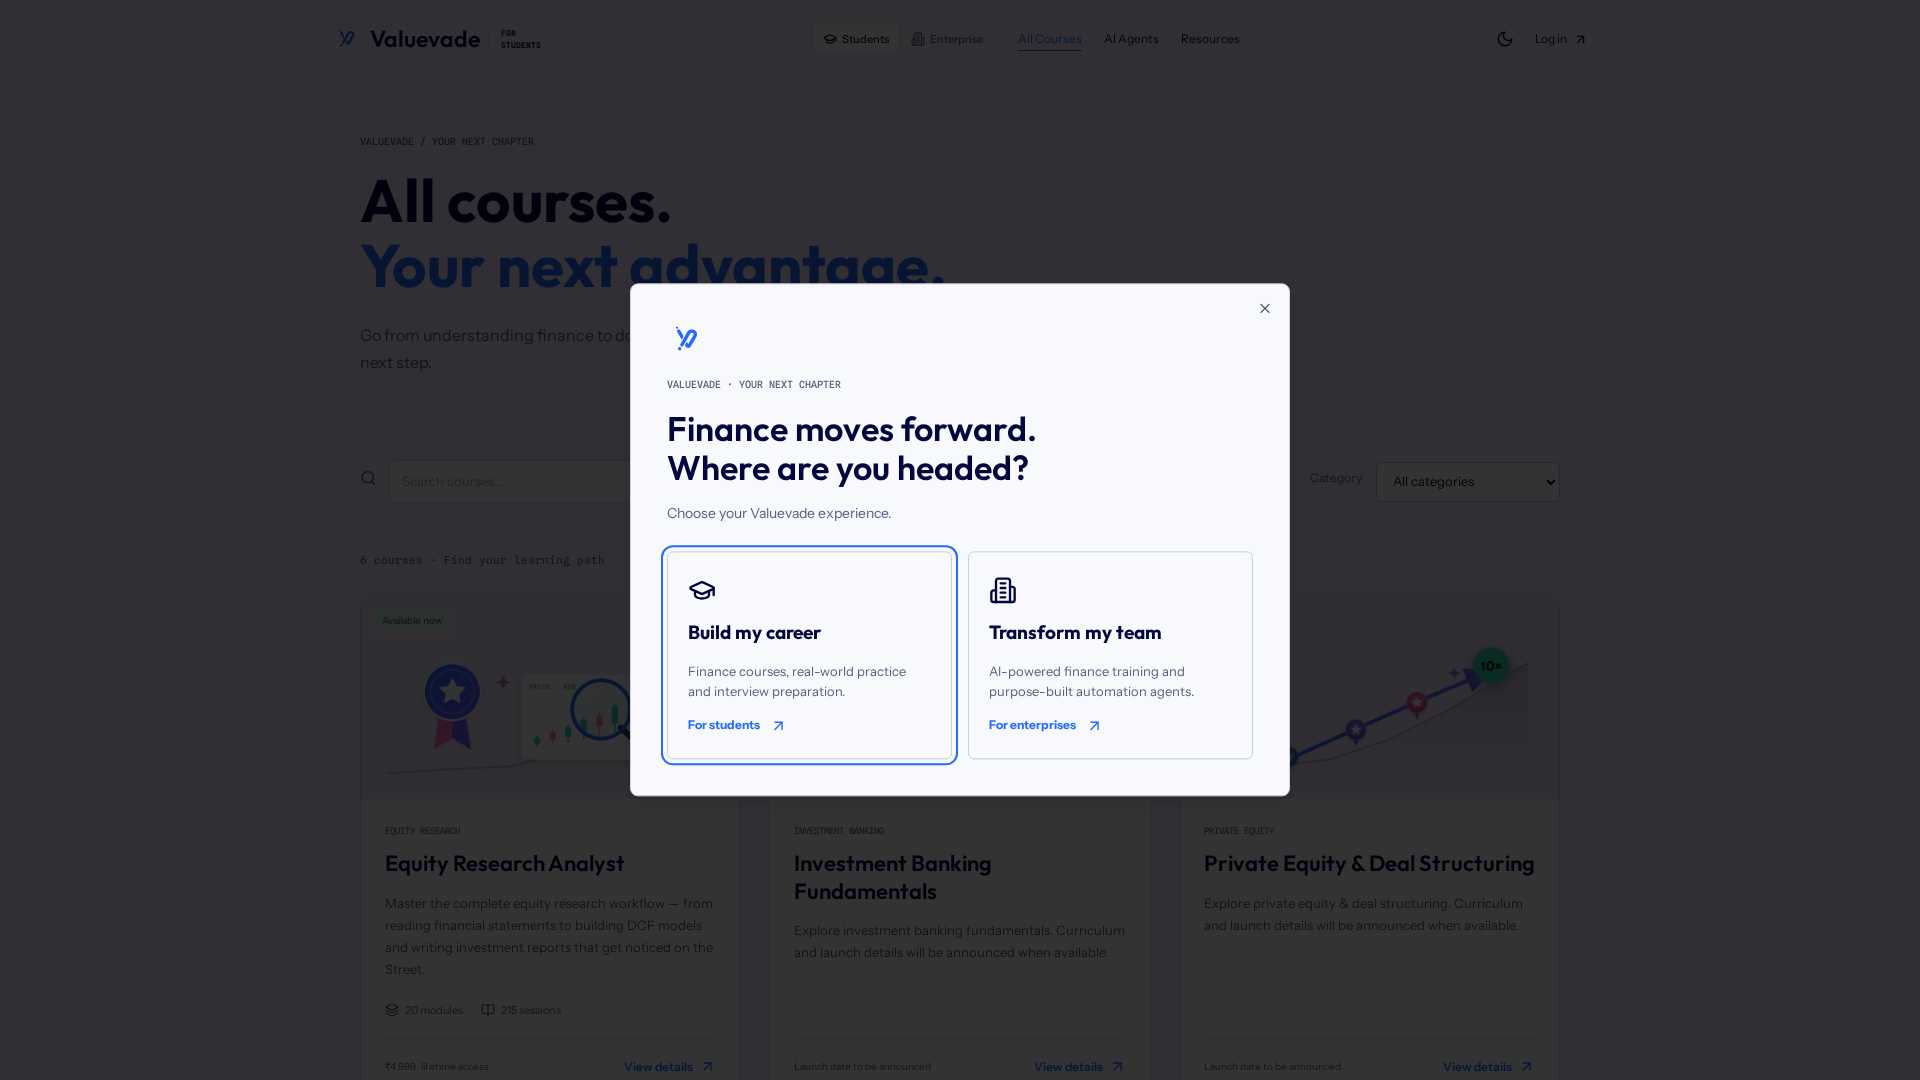 Valuevade
FOR
STUDENTS
Students
Enterprise
All Courses
AI Agents
Resources
Log in
VALUEVADE / YOUR NEXT CHAPTER
All courses.
Your next advantage.
Go from understanding finance to do
next step.
Search courses...
Category
All categories
6 courses - Find your learning path
VALUEVADE · YOUR NEXT CHAPTER
Finance moves forward.
Where are you headed?
Choose your Valuevade experience.
Build my career
Finance courses, real-world practice
and interview preparation.
For students
Transform my team
AI-powered finance training and
purpose-built automation agents.
For enterprises
Available now
10×
EQUITY RESEARCH
Equity Research Analyst
Master the complete equity research workflow — from
reading financial statements to building DCF models
and writing investment reports that get noticed on the
Street.
20 modules
215 sessions
₹4,999 lifetime access
View details
INVESTMENT BANKING
Investment Banking
Fundamentals
Explore investment banking fundamentals. Curriculum
and launch details will be announced when available.
Launch date to be announced
View details
PRIVATE EQUITY
Private Equity & Deal Structuring
Explore private equity & deal structuring. Curriculum
and launch details will be announced when available.
Launch date to be announced
View details